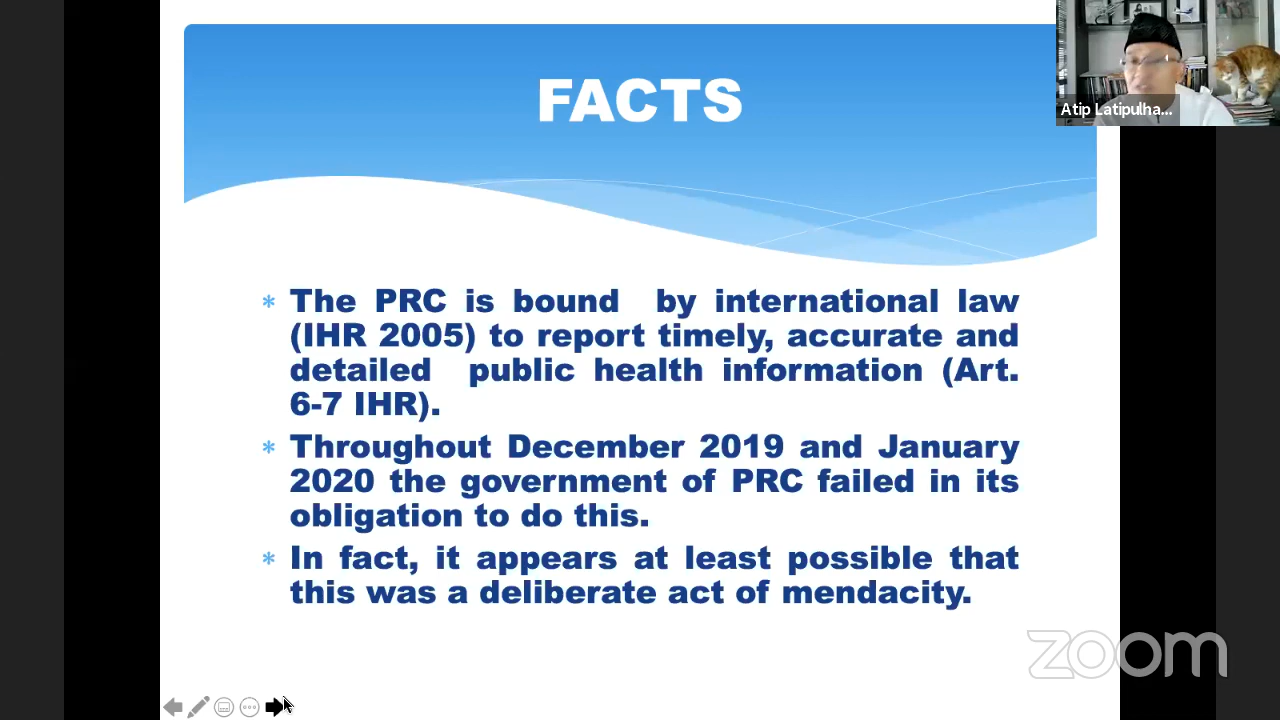 FACTS
Atip Latipulha...
* The PRC is bound by international law
(IHR 2005) to report timely, accurate and
detailed public health information (Art.
6-7 IHR).
* Throughout December 2019 and January
2020 the government of PRC failed in its
obligation to do this.
* In fact, it appears at least possible that
this was a deliberate act of mendacity.
zoom